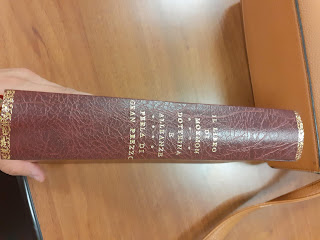 IL LIBRO
DI
MORMON
E
DOTTRINA
E
ALLEANZE
PERLA DI
GRAN PREZZO